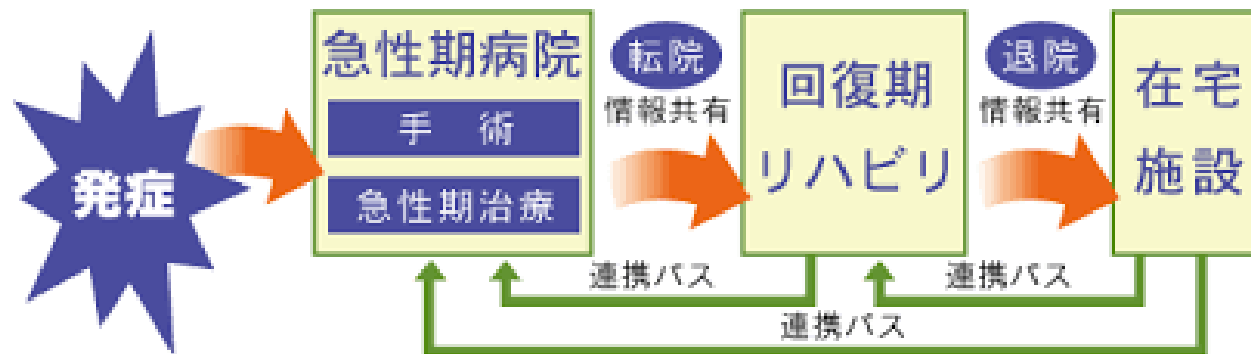 発症
急性期病院
手術
急性期治療
転院
情報共有
回復期
リハビリ
退院
情報共有
在宅
施設
連携パス
連携パス
連携パス